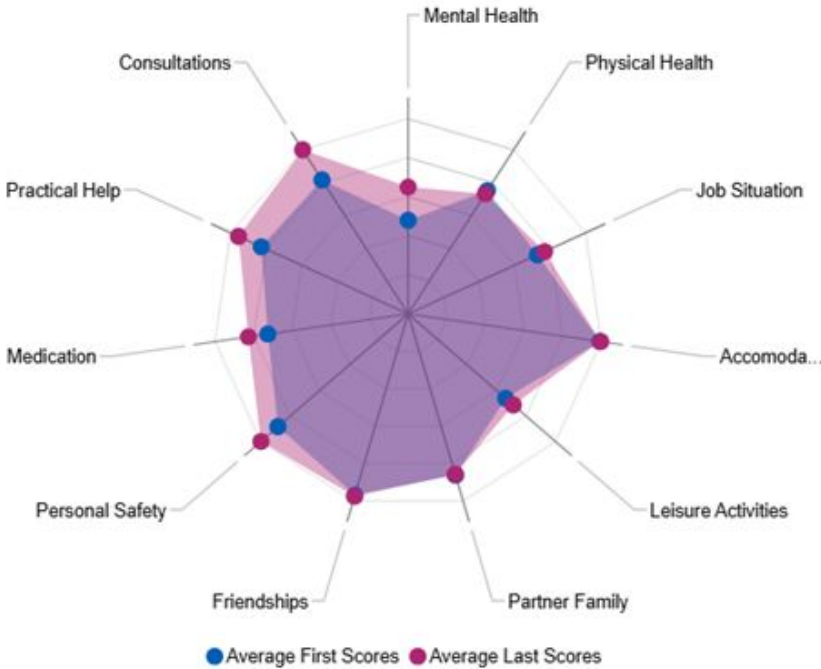 Mental Health
Consultations
Physical Health
Practical Help
Job Situation
Medication
Accomoda...
Personal Safety
Leisure Activities
Friendships
Partner Family
Average First Scores
Average Last Scores